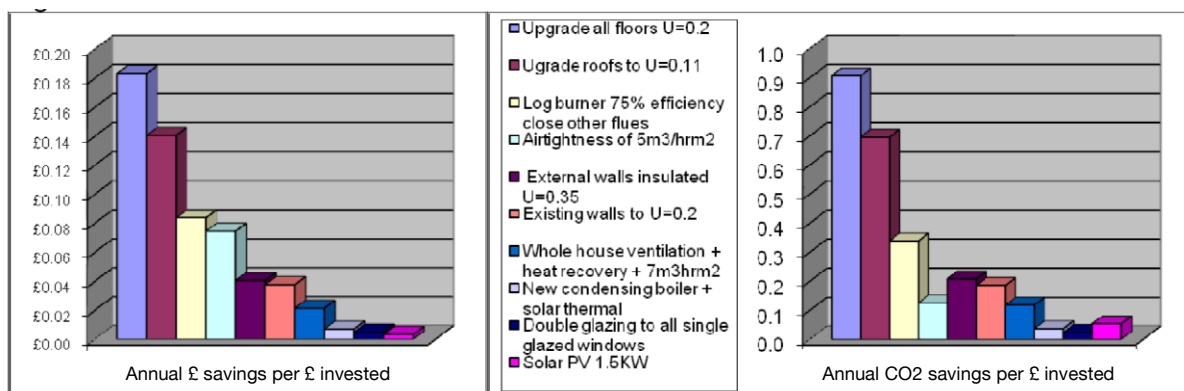 £0.20
£0.18
£0.16
£0.14
£0.12
£0.10
£0.08
£0.06
£0.04
£0.02
£0.00
Annual £ savings per £ invested
Upgrade all floors U=0.2
Ugrade roofs to U=0.11
Log burner 75% efficiency
close other flues
Airtightness of 5m3/hrm2
External walls insulated
U=0.35
Existing walls to U=0.2
Whole house ventilation +
heat recovery + 7m3hrm2
New condensing boiler +
solar thermal
Double glazing to all single
glazed windows
Solar PV 1.5KW
1.0
0.9
0.8
0.7
0.6
0.5
0.4
0.3
0.2
0.1
0.0
Annual CO2 savings per £ invested